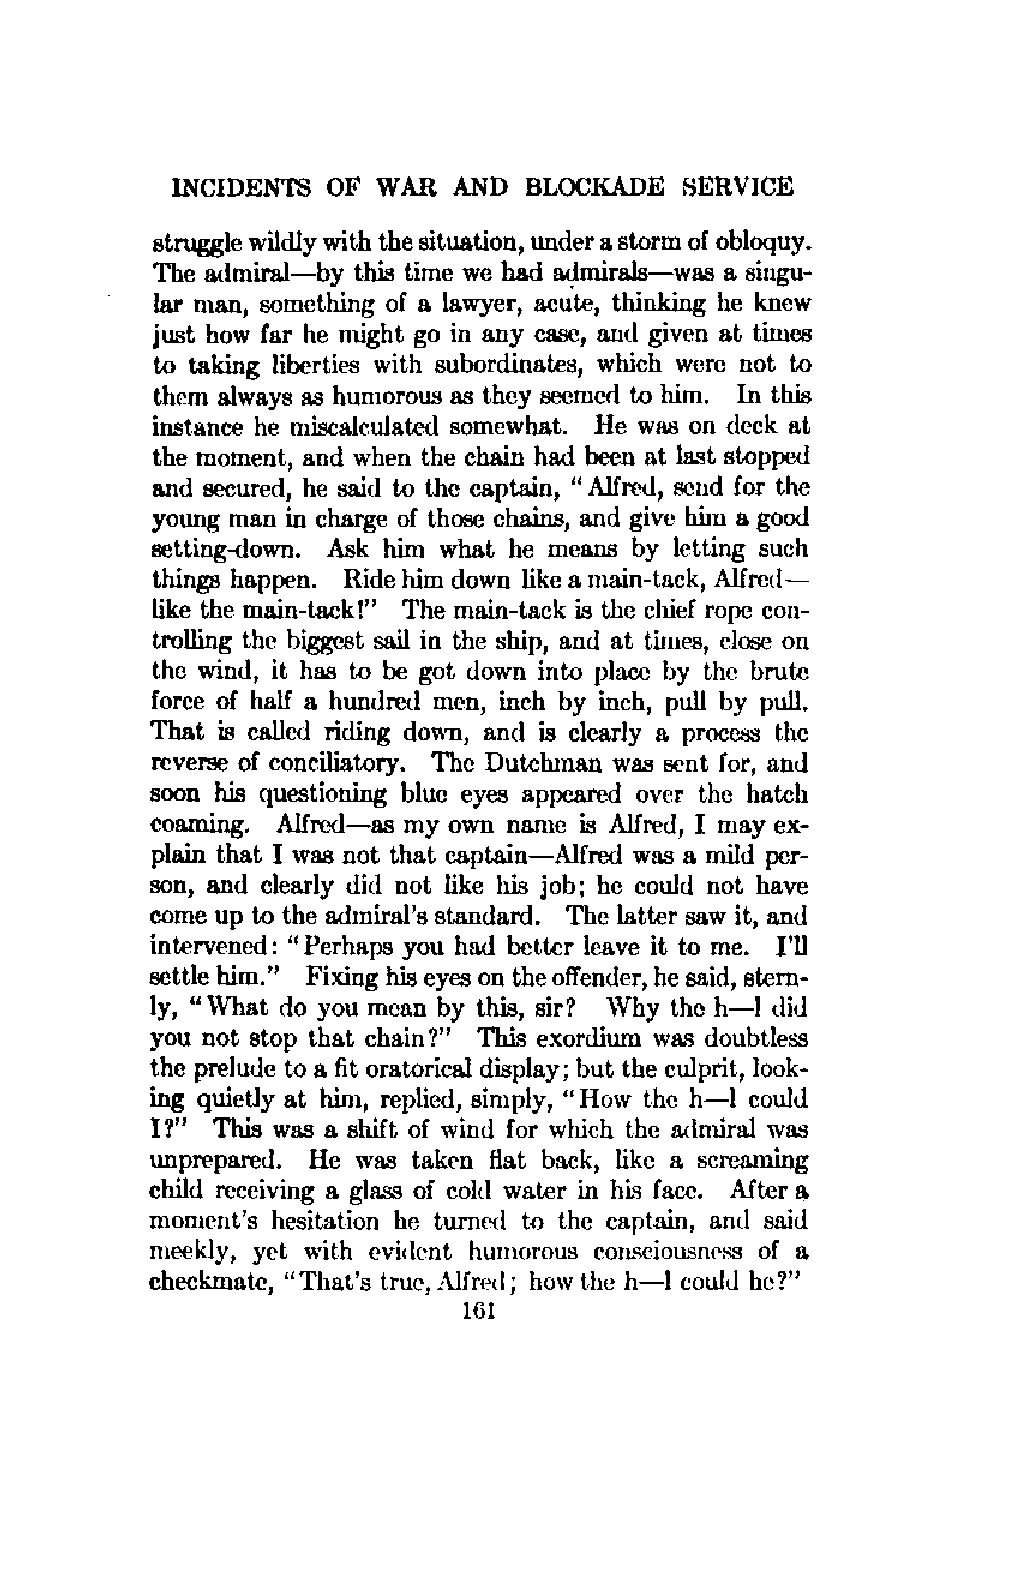 INCIDENTS OF WAR AND BLOCKADE SERVICE
struggle wildly with the situation, under a storm of obloquy.
The admiral—by this time we had admirals—was a singu-
lar man, something of a lawyer, acute, thinking he knew
just how far he might go in any case, and given at times
to taking liberties with subordinates, which were not to
them always as humorous as they seemed to him. In this
instance he miscalculated somewhat. He was on deck at
the moment, and when the chain had been at last stopped
and secured, he said to the captain, "Alfred, send for the
young man in charge of those chains, and give him a good
setting-down. Ask him what he means by letting such
things happen. Ride him down like a main-tack, Alfred—
like the main-tack!" The main-tack is the chief rope con-
trolling the biggest sail in the ship, and at times, close on
the wind, it has to be got down into place by the brute
force of half a hundred men, inch by inch, pull by pull.
That is called riding down, and is clearly a process the
reverse of conciliatory. The Dutchman was sent for, and
soon his questioning blue eyes appeared over the hatch
coaming. Alfred—as my own name is Alfred, I may ex-
plain that I was not that captain—Alfred was a mild per-
son, and clearly did not like his job; he could not have
come up to the admiral's standard. The latter saw it, and
intervened: "Perhaps you had better leave it to me. I'll
settle him." Fixing his eyes on the offender, he said, stern-
ly, "What do you mean by this, sir? Why the h—l did
you not stop that chain?" This exordium was doubtless
the prelude to a fit oratorical display; but the culprit, look-
ing quietly at him, replied, simply, "How the h—l could
I?" This was a shift of wind for which the admiral was
unprepared. He was taken flat back, like a screaming
child receiving a glass of cold water in his face. After a
moment's hesitation he turned to the captain, and said
meekly, yet with evident humorous consciousness of a
checkmate, "That's true, Alfred; how the h—l could he?"
161